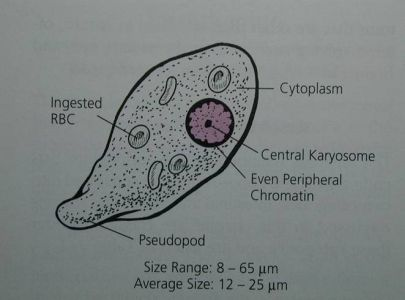 Cytoplasm
Ingested
RBC
Central Karyosome
Even Peripheral
Chromatin
Pseudopod
Size Range: 8 – 65 µm
Average Size: 12 – 25 µm